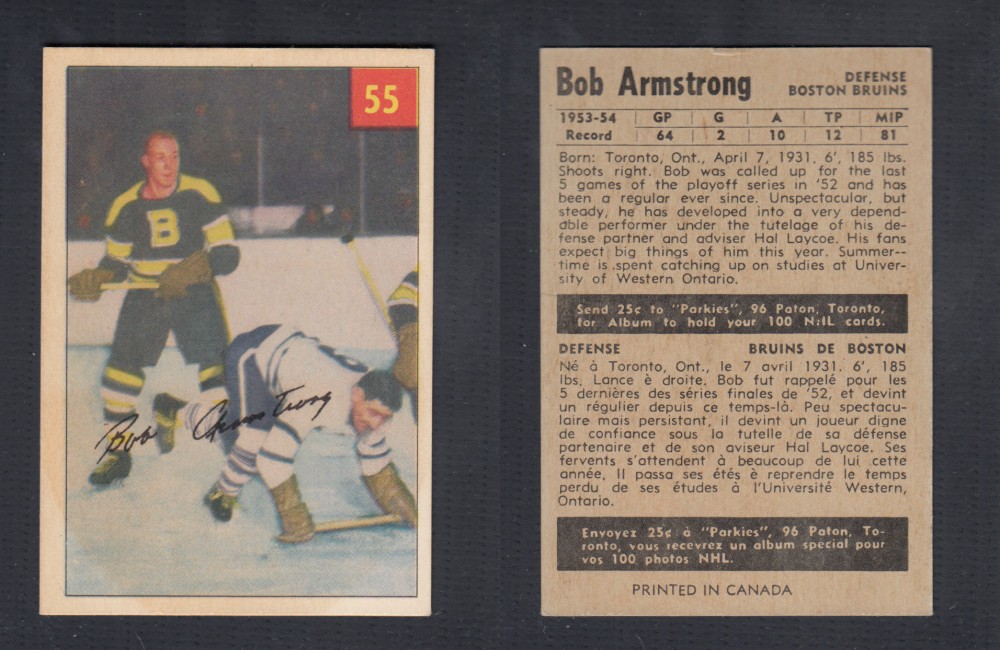 55
B
Bob Armstrong
Bob Armstrong
DEFENSE
BOSTON BRUINS
1953-54 | GP | G | A | TP | MIP
Record | 64 | 2 | 10 | 12 | 81
Born: Toronto, Ont., April 7, 1931. 6', 185 lbs.
Shoots right. Bob was called up for the last
5 games of the playoff series in '52 and has
been a regular ever since. Unspectacular, but
steady, he has developed into a very depend-
able performer under the tutelage of his de-
fense partner and adviser Hal Laycoe. His fans
expect big things of him this year. Summer--
time is spent catching up on studies at Univer-
sity of Western Ontario.
Send 25c to "Parkies", 96 Paton, Toronto,
for Album to hold your 100 NHL cards.
DEFENSE BRUINS DE BOSTON
Né à Toronto, Ont., le 7 avril 1931. 6', 185
lbs. Lance è droite. Bob fut rappelé pour les
5 dernières des séries finales de '52, et devint
un régulier depuis ce temps-là. Peu spectacu-
laire mais persistant, il devint un joueur digne
de confiance sous la tutelle de sa défense
partenaire et de son aviseur Hal Laycoe. Ses
fervents s'attendent à beaucoup de lui cette
année. Il passa ses étés è reprendre le temps
perdu de ses études à l'Université Western,
Ontario.
Envoyez 25¢ à "Parkies", 96 Paton, To-
ronto, vous recevrez un album spécial pour
vos 100 photos NHL.
PRINTED IN CANADA